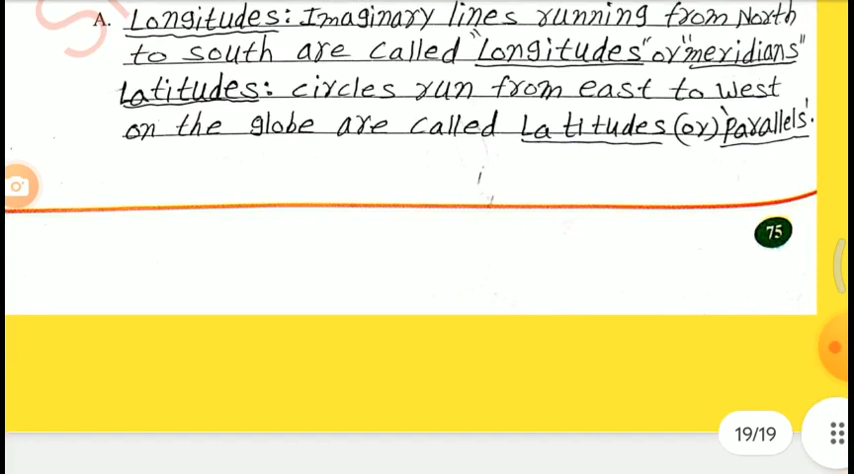 A. Longitudes: Imaginary lines running from North
to south are called "Longitudes" or "meridians"
Latitudes: circles run from east to west
on the globe are called Latitudes (or) 'parallels'.
75
19/19